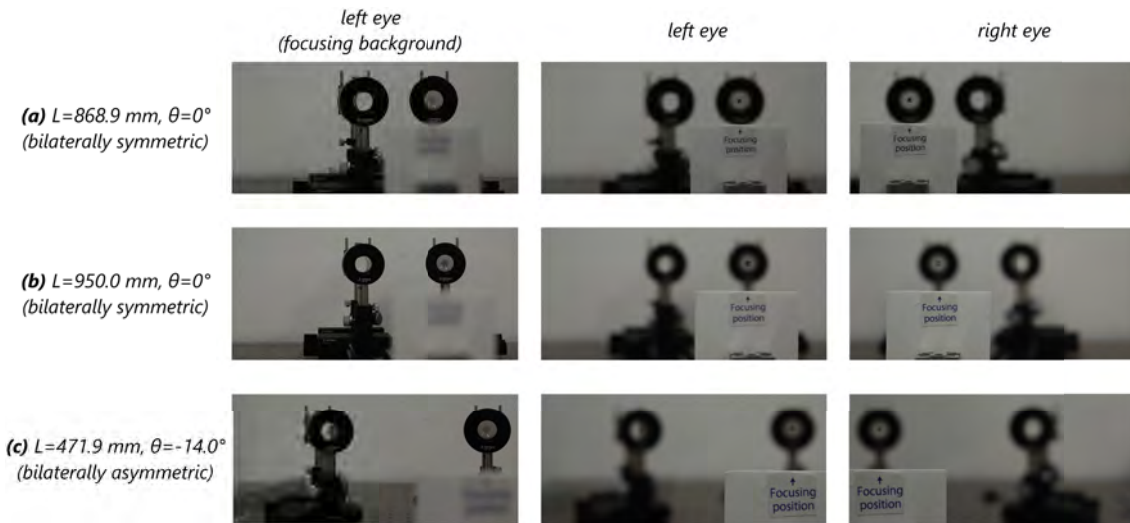 left eye
(focusing background)
left eye
right eye
(a) L=868.9 mm, θ=0°
(bilaterally symmetric)
Focusing
position
Focusing
position
(b) L=950.0 mm, θ=0°
(bilaterally symmetric)
Focusing
position
Focusing
position
(c) L=471.9 mm, θ=-14.0°
(bilaterally asymmetric)
Focusing
position
Focusing
position